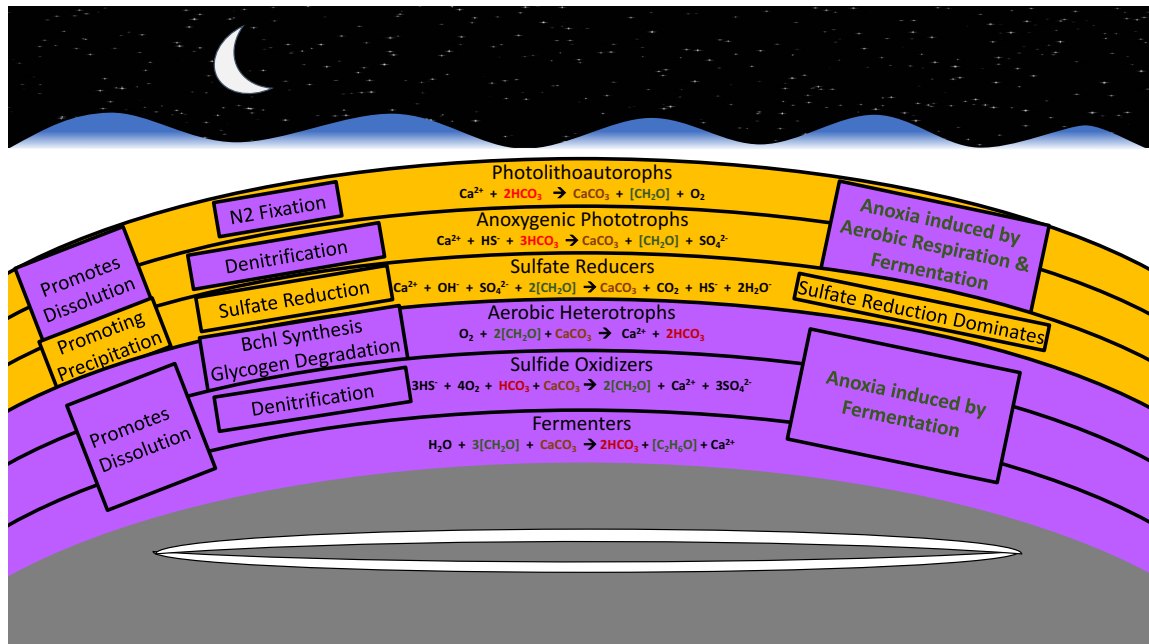 Photolithoautorophs
Ca²⁺ + 2HCO₃ → CaCO₃ + [CH₂O] + O₂
N2 Fixation
Anoxygenic Phototrophs
Ca²⁺ + HS⁻ + 3HCO₃ → CaCO₃ + [CH₂O] + SO₄²⁻
Denitrification
Sulfate Reducers
Ca²⁺ + OH⁻ + SO₄²⁻ + 2[CH₂O] → CaCO₃ + CO₂ + HS⁻ + 2H₂O⁻
Sulfate Reduction
Aerobic Heterotrophs
O₂ + 2[CH₂O] + CaCO₃ → Ca²⁺ + 2HCO₃
Bchl Synthesis
Glycogen Degradation
Sulfide Oxidizers
3HS⁻ + 4O₂ + HCO₃ + CaCO₃ → 2[CH₂O] + Ca²⁺ + 3SO₄²⁻
Denitrification
Fermenters
H₂O + 3[CH₂O] + CaCO₃ → 2HCO₃ + [C₂H₆O] + Ca²⁺
Promotes
Dissolution
Promoting
Precipitation
Promotes
Dissolution
Anoxia induced by
Aerobic Respiration &
Fermentation
Sulfate Reduction Dominates
Anoxia induced by
Fermentation